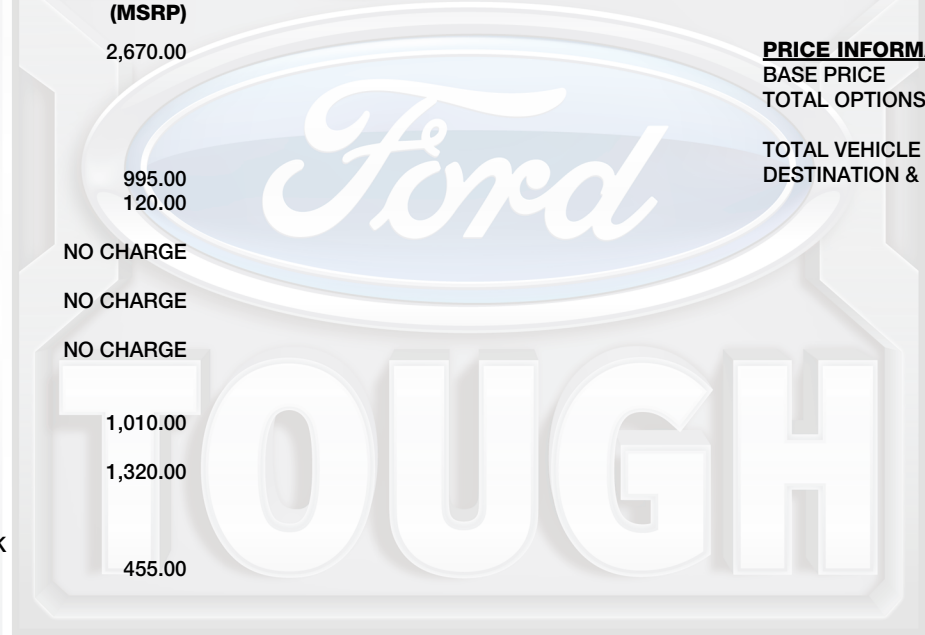 (MSRP)
2,670.00
995.00
120.00
NO CHARGE
NO CHARGE
NO CHARGE
1,010.00
1,320.00
K
455.00
PRICE INFORM
BASE PRICE
TOTAL OPTIONS
TOTAL VEHICLE
DESTINATION &
Ford
TOUGH